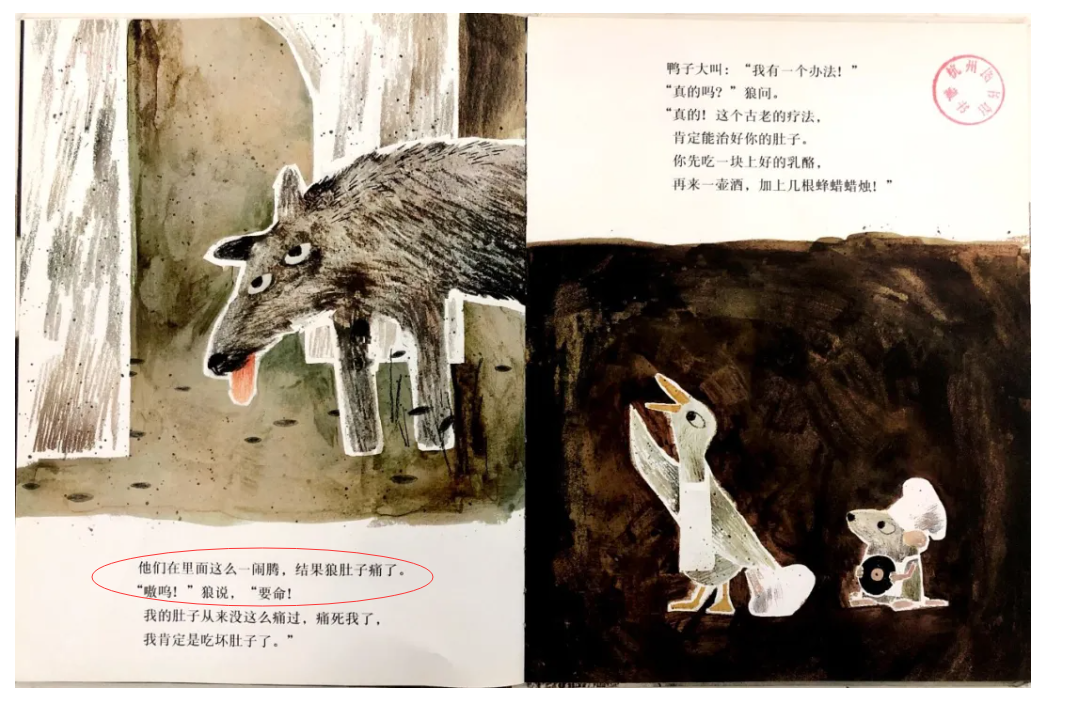 他们在里面这么一闹腾，结果狼肚子痛了。
“嗷呜！”狼说，“要命！
我的肚子从来没这么痛过，痛死我了，
我肯定是吃坏肚子了。”
鸭子大叫：“我有一个办法！”
“真的吗？”狼问。
“真的！这个古老的疗法，
肯定能治好你的肚子。
你先吃一块上好的乳酪，
再来一壶酒，加上几根蜂蜡蜡烛！”